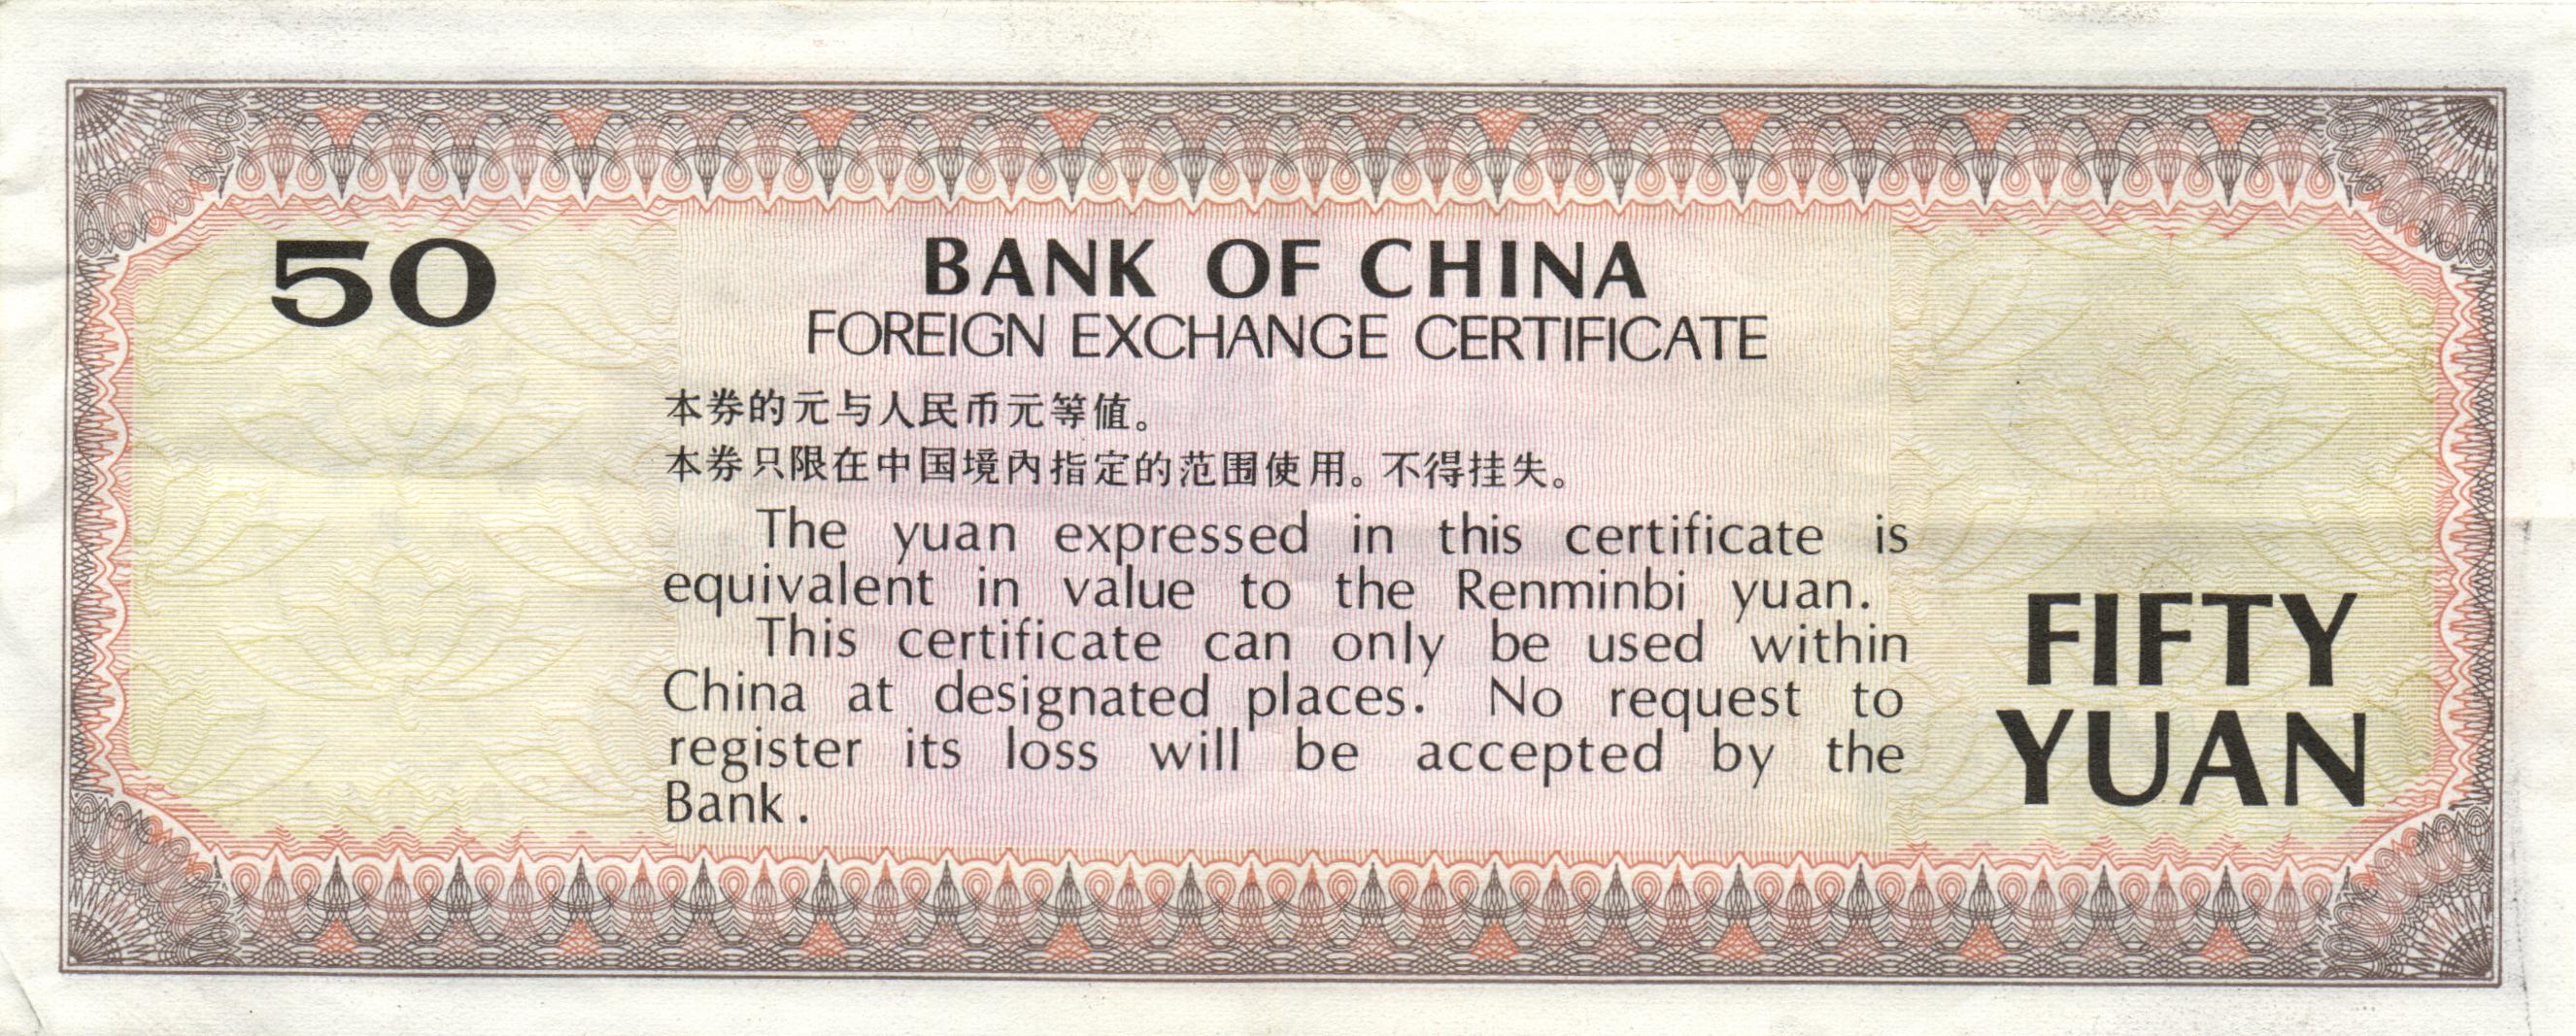 50
BANK OF CHINA
FOREIGN EXCHANGE CERTIFICATE
本券的元与人民币元等值。
本券只限在中国境内指定的范围使用。不得挂失。
The yuan expressed in this certificate is
equivalent in value to the Renminbi yuan.
This certificate can only be used within
China at designated places. No request to
register its loss will be accepted by the
Bank.
FIFTY
YUAN